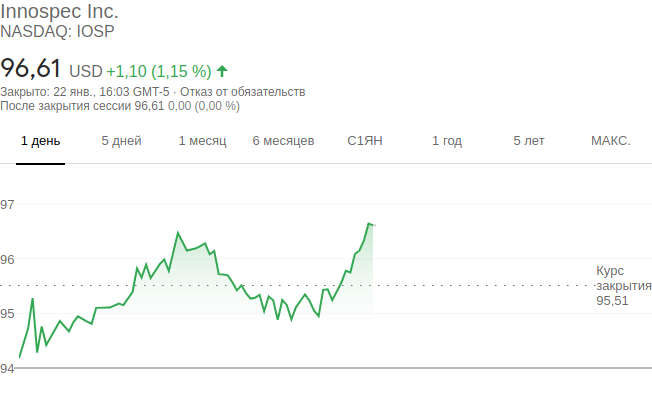 Innospec Inc.
NASDAQ: IOSP
96,61 USD +1,10 (1,15 %)
Закрыто: 22 янв., 16:03 GMT-5 · Отказ от обязательств
После закрытия сессии 96,61 0,00 (0,00 %)
1 день 5 дней 1 месяц 6 месяцев С1ЯН 1 год 5 лет МАКС.
97
96
Курс
закрытия
95,51
95
94